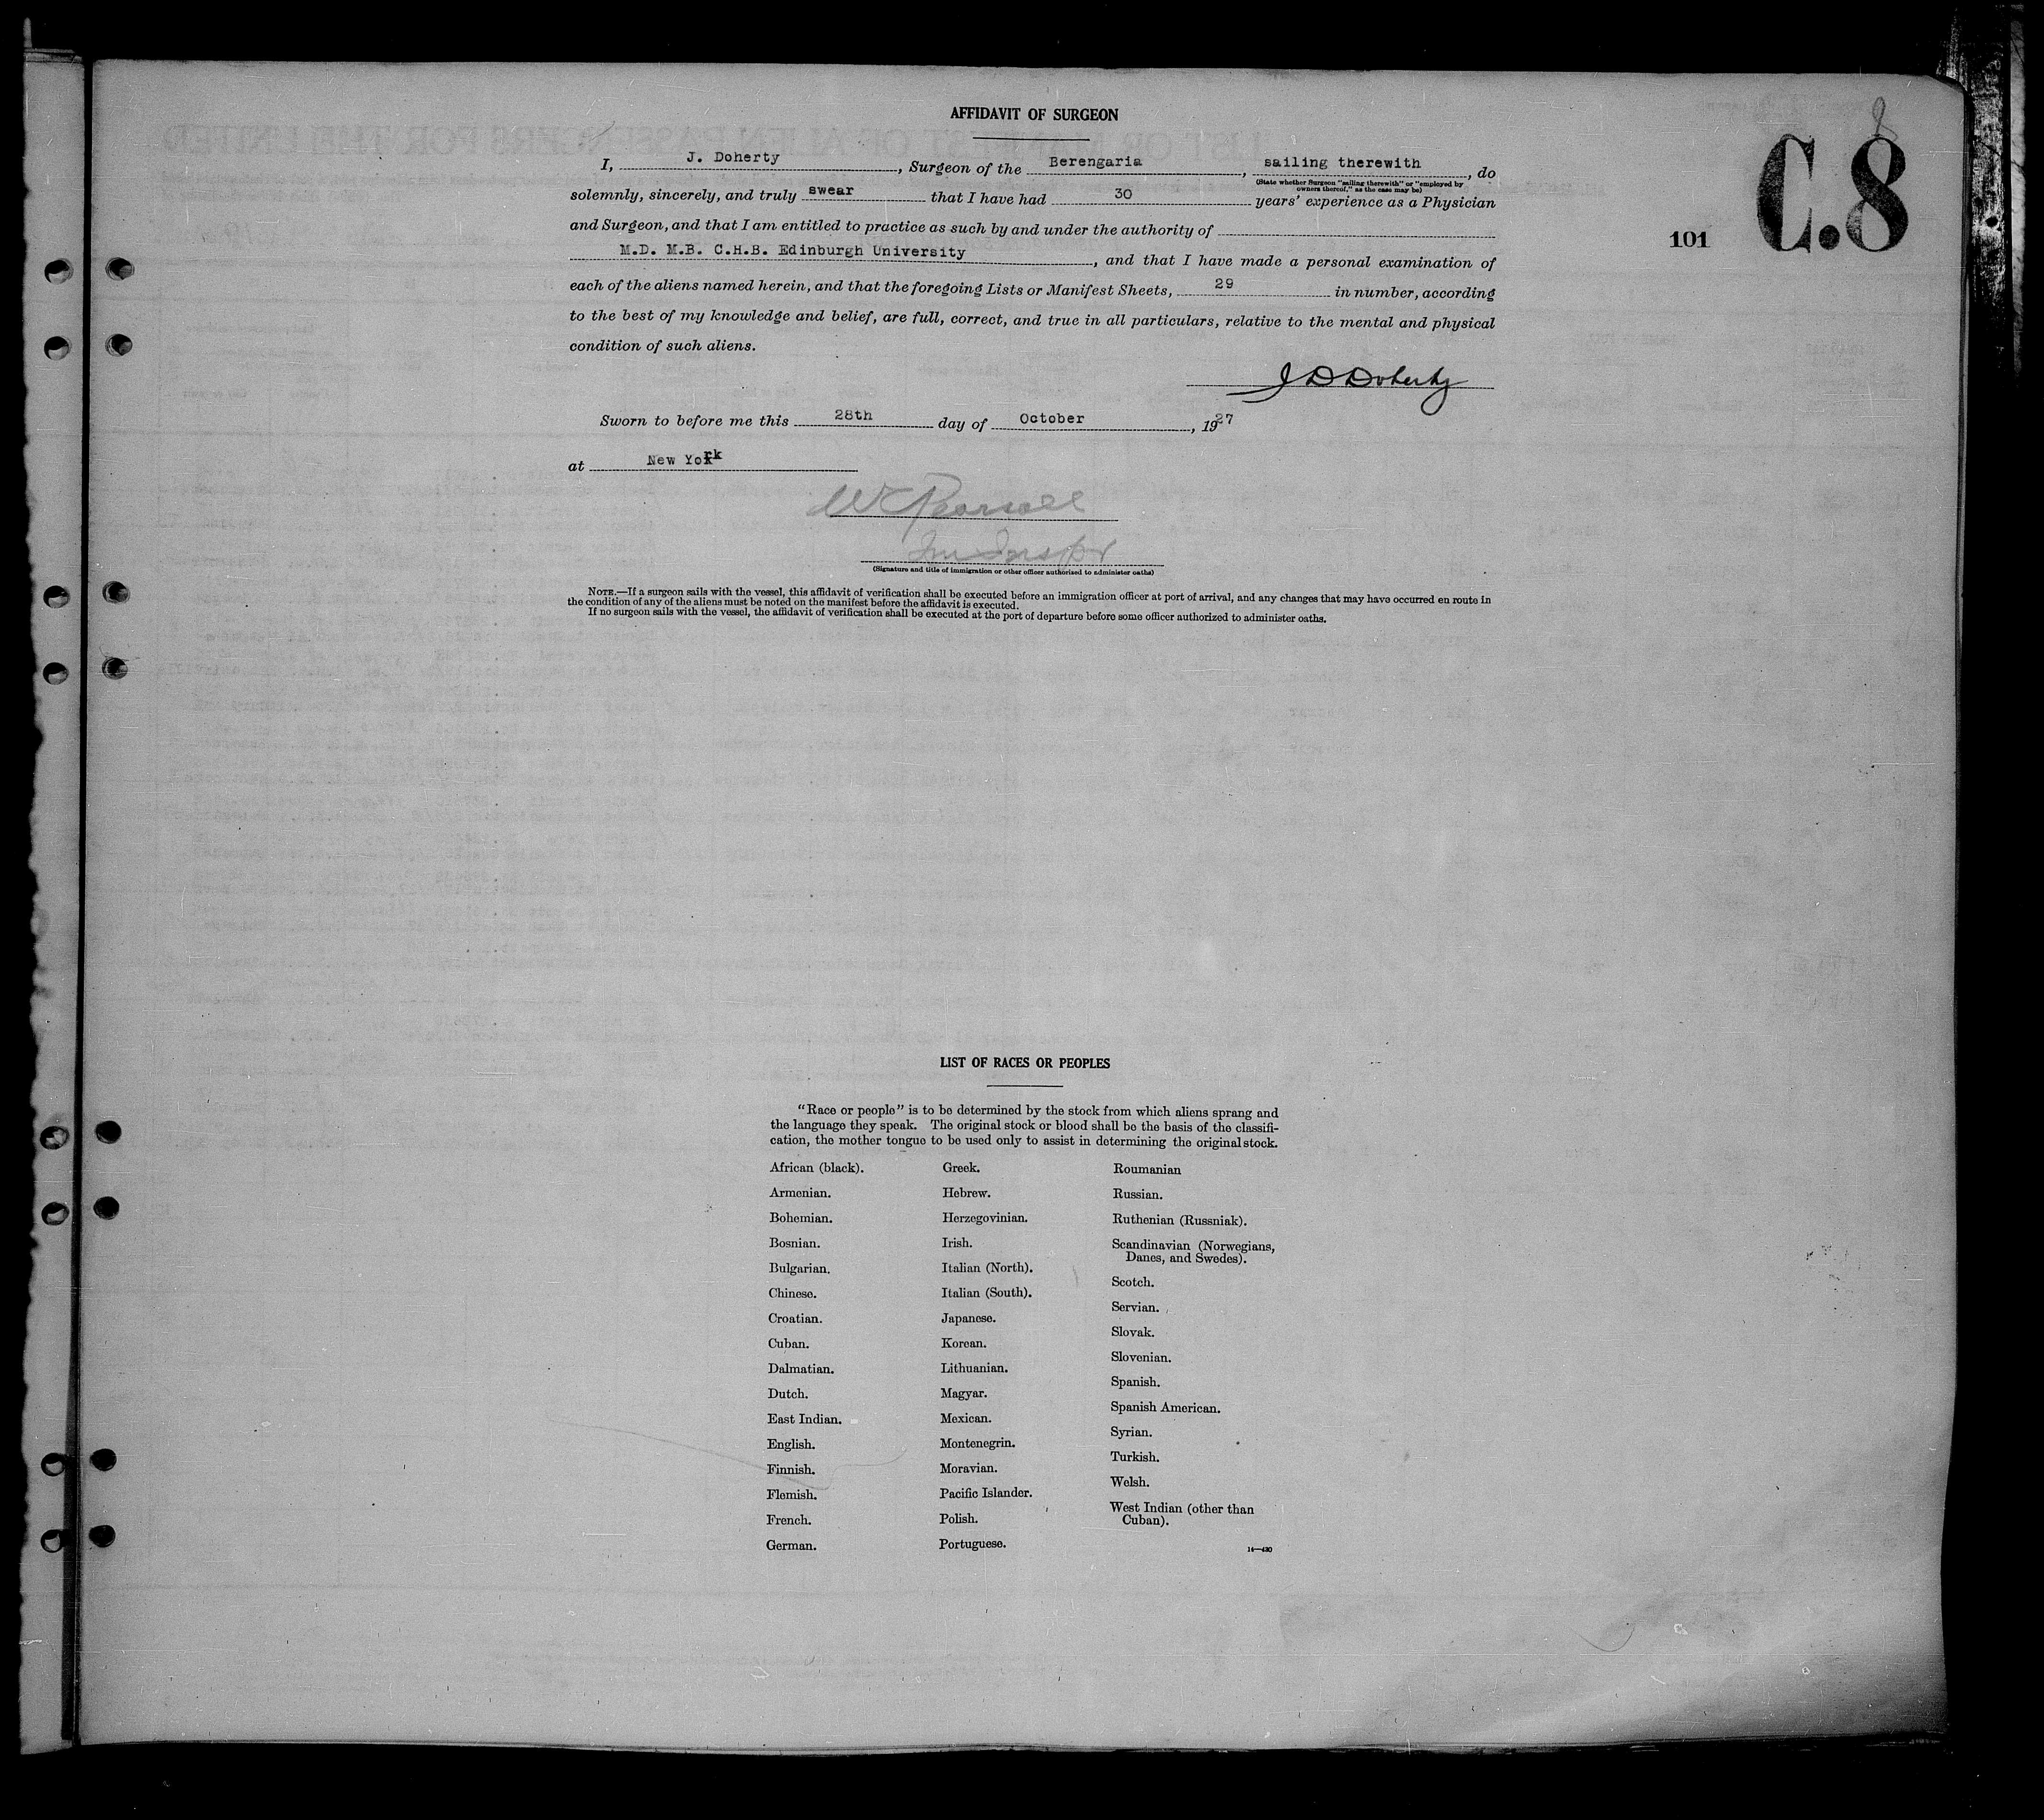 8
C.8
101
AFFIDAVIT OF SURGEON
I, J. Doherty, Surgeon of the Berengaria, sailing therewith, do
(State whether Surgeon "sailing therewith" or "employed by
owners thereof," as the case may be)
solemnly, sincerely, and truly swear that I have had 30 years' experience as a Physician
and Surgeon, and that I am entitled to practice as such by and under the authority of
M.D. M.B. C.H.B. Edinburgh University, and that I have made a personal examination of
each of the aliens named herein, and that the foregoing Lists or Manifest Sheets, 29 in number, according
to the best of my knowledge and belief, are full, correct, and true in all particulars, relative to the mental and physical
condition of such aliens.
J D Doherty
Sworn to before me this 28th day of October, 1927
at New York
W Pearsall
Im Inspr
(Signature and title of immigration or other officer authorized to administer oaths)
NOTE.—If a surgeon sails with the vessel, this affidavit of verification shall be executed before an immigration officer at port of arrival, and any changes that may have occurred en route in
the condition of any of the aliens must be noted on the manifest before the affidavit is executed.
If no surgeon sails with the vessel, the affidavit of verification shall be executed at the port of departure before some officer authorized to administer oaths.
LIST OF RACES OR PEOPLES
"Race or people" is to be determined by the stock from which aliens sprang and
the language they speak. The original stock or blood shall be the basis of the classifi-
cation, the mother tongue to be used only to assist in determining the original stock.
African (black).
Armenian.
Bohemian.
Bosnian.
Bulgarian.
Chinese.
Croatian.
Cuban.
Dalmatian.
Dutch.
East Indian.
English.
Finnish.
Flemish.
French.
German.
Greek.
Hebrew.
Herzegovinian.
Irish.
Italian (North).
Italian (South).
Japanese.
Korean.
Lithuanian.
Magyar.
Mexican.
Montenegrin.
Moravian.
Pacific Islander.
Polish.
Portuguese.
Roumanian
Russian.
Ruthenian (Russniak).
Scandinavian (Norwegians,
Danes, and Swedes).
Scotch.
Servian.
Slovak.
Slovenian.
Spanish.
Spanish American.
Syrian.
Turkish.
Welsh.
West Indian (other than
Cuban).
14—430